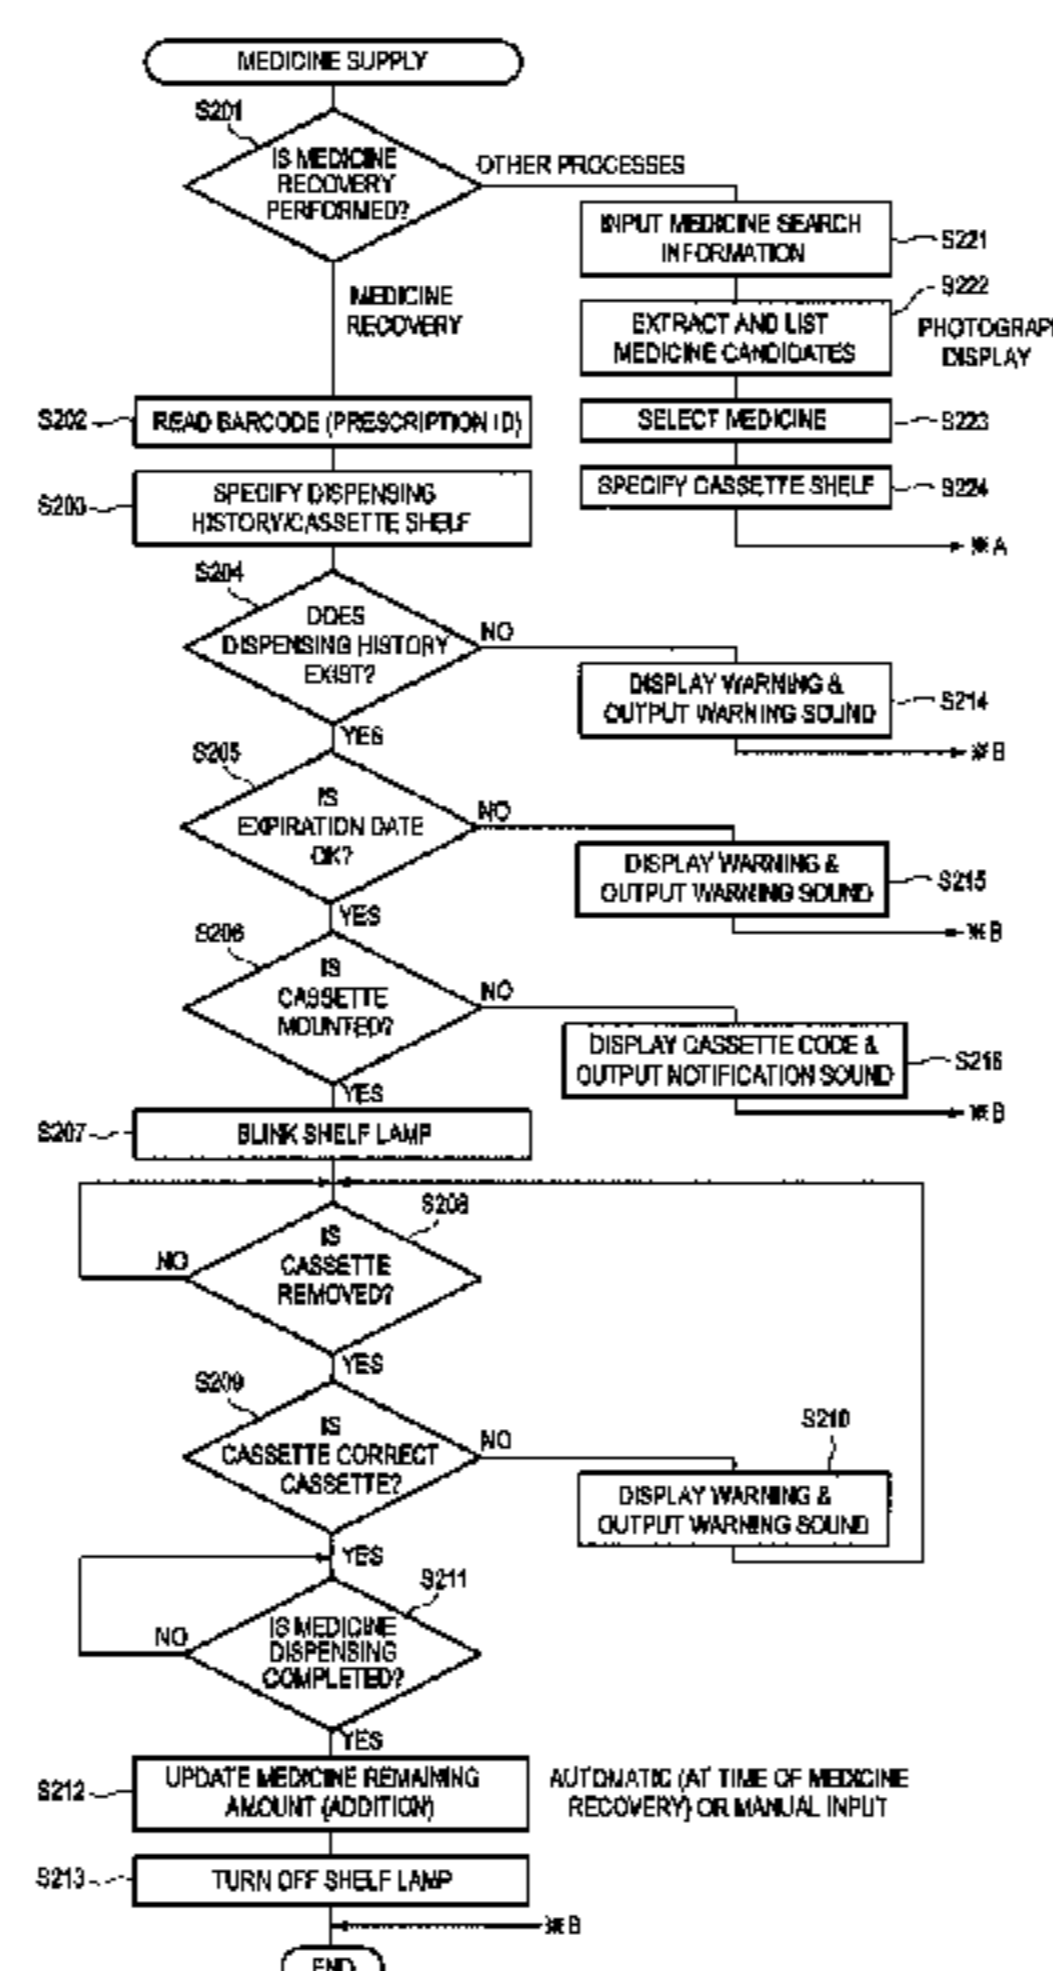 MEDICINE SUPPLY
S201
IS MEDICINE
RECOVERY
PERFORMED?
OTHER PROCESSES
INPUT MEDICINE SEARCH
INFORMATION
S221
S222
MEDICINE
RECOVERY
EXTRACT AND LIST
MEDICINE CANDIDATES
PHOTOGRAP
DISPLAY
S202
READ BARCODE (PRESCRIPTION ID)
SELECT MEDICINE
S223
S203
SPECIFY DISPENSING
HISTORY/CASSETTE SHELF
SPECIFY CASSETTE SHELF
S224
※A
S204
DOES
DISPENSING HISTORY
EXIST?
NO
DISPLAY WARNING &
OUTPUT WARNING SOUND
S214
※B
YES
S205
IS
EXPIRATION DATE
OK?
NO
DISPLAY WARNING &
OUTPUT WARNING SOUND
S215
※B
YES
S206
IS
CASSETTE
MOUNTED?
NO
DISPLAY CASSETTE CODE &
OUTPUT NOTIFICATION SOUND
S216
※B
YES
S207
BLINK SHELF LAMP
S208
IS
CASSETTE
REMOVED?
NO
YES
S209
IS
CASSETTE CORRECT
CASSETTE?
NO
S210
DISPLAY WARNING &
OUTPUT WARNING SOUND
YES
S211
IS MEDICINE
DISPENSING
COMPLETED?
NO
YES
S212
UPDATE MEDICINE REMAINING
AMOUNT (ADDITION)
AUTOMATIC (AT TIME OF MEDICINE
RECOVERY) OR MANUAL INPUT
S213
TURN OFF SHELF LAMP
※B
END